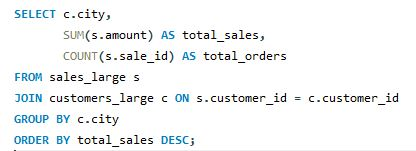 SELECT c.city,
SUM(s.amount) AS total_sales,
COUNT(s.sale_id) AS total_orders
FROM sales_large s
JOIN customers_large c ON s.customer_id = c.customer_id
GROUP BY c.city
ORDER BY total_sales DESC;